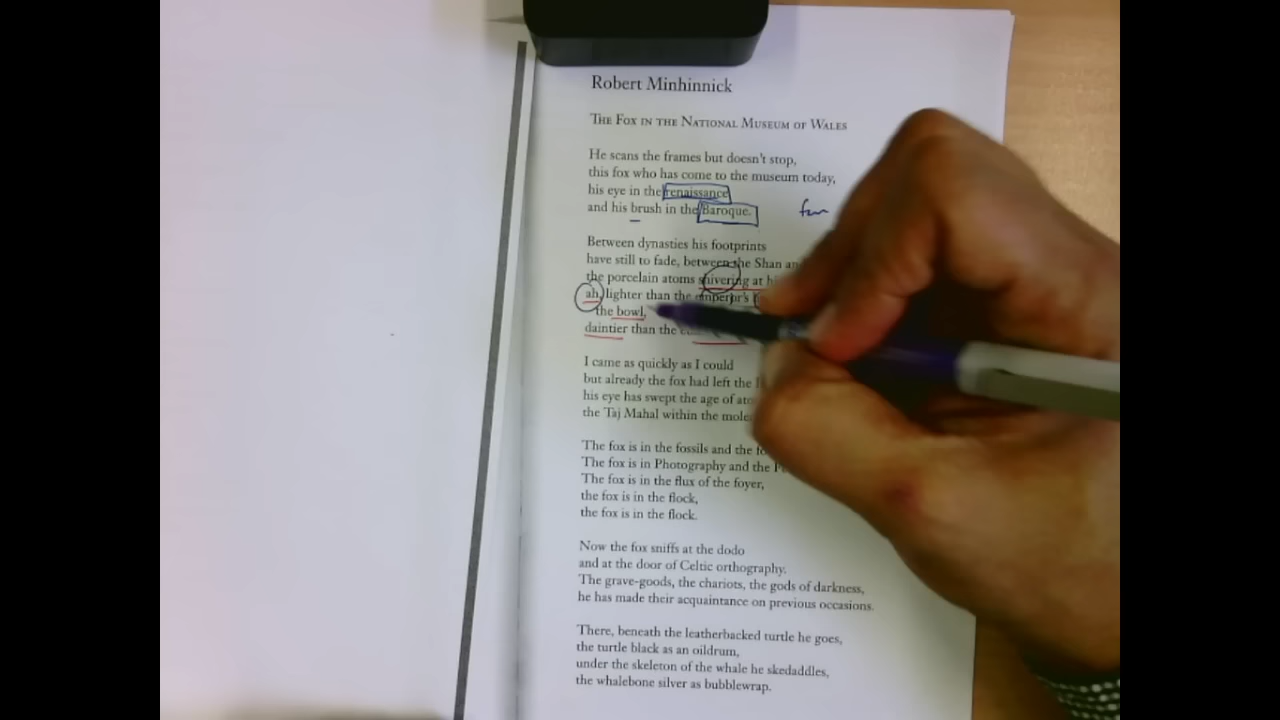 Robert Minhinnick
THE FOX IN THE NATIONAL MUSEUM OF WALES
He scans the frames but doesn't stop,
this fox who has come to the museum today,
his eye in the renaissance
and his brush in the Baroque.
Between dynasties his footprints
have still to fade, between the Shan an
the porcelain atoms shivering at h
ah, lighter than the emperor's
the bowl,
daintier than the
I came as quickly as I could
but already the fox had left the
his eye has swept the age of ato
the Taj Mahal within the mole
The fox is in the fossils and the fo
The fox is in Photography and the P
The fox is in the flux of the foyer,
the fox is in the flock,
the fox is in the flock.
Now the fox sniffs at the dodo
and at the door of Celtic orthography.
The grave-goods, the chariots, the gods of darkness,
he has made their acquaintance on previous occasions.
There, beneath the leatherbacked turtle he goes,
the turtle black as an oildrum,
under the skeleton of the whale he skedaddles,
the whalebone silver as bubblewrap.